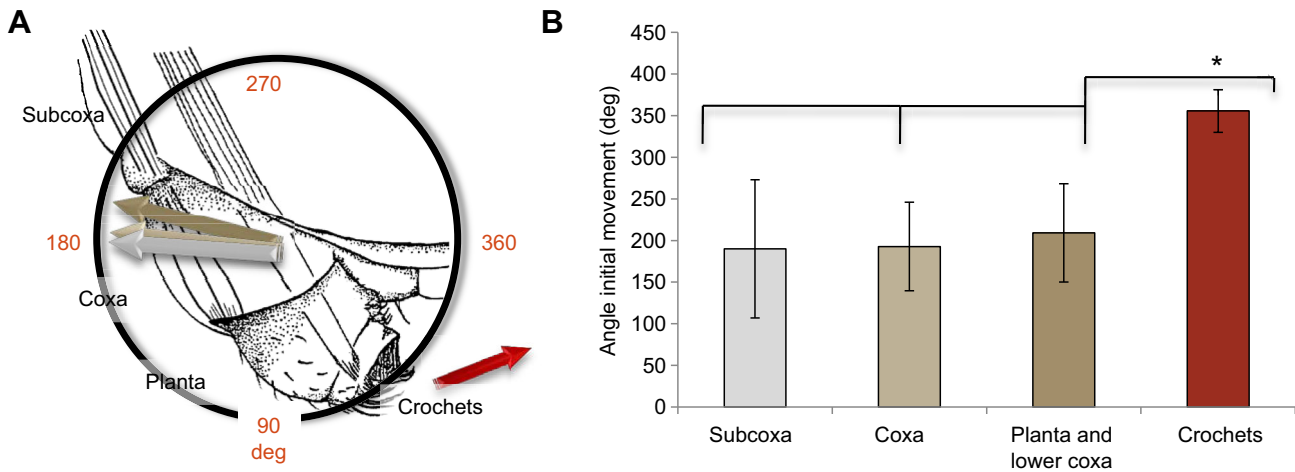 A
270
Subcoxa
180
360
Coxa
Planta
Crochets
90
deg
B
Angle initial movement (deg)
450
400
350
300
250
200
150
100
50
0
*
Subcoxa
Coxa
Planta and
lower coxa
Crochets